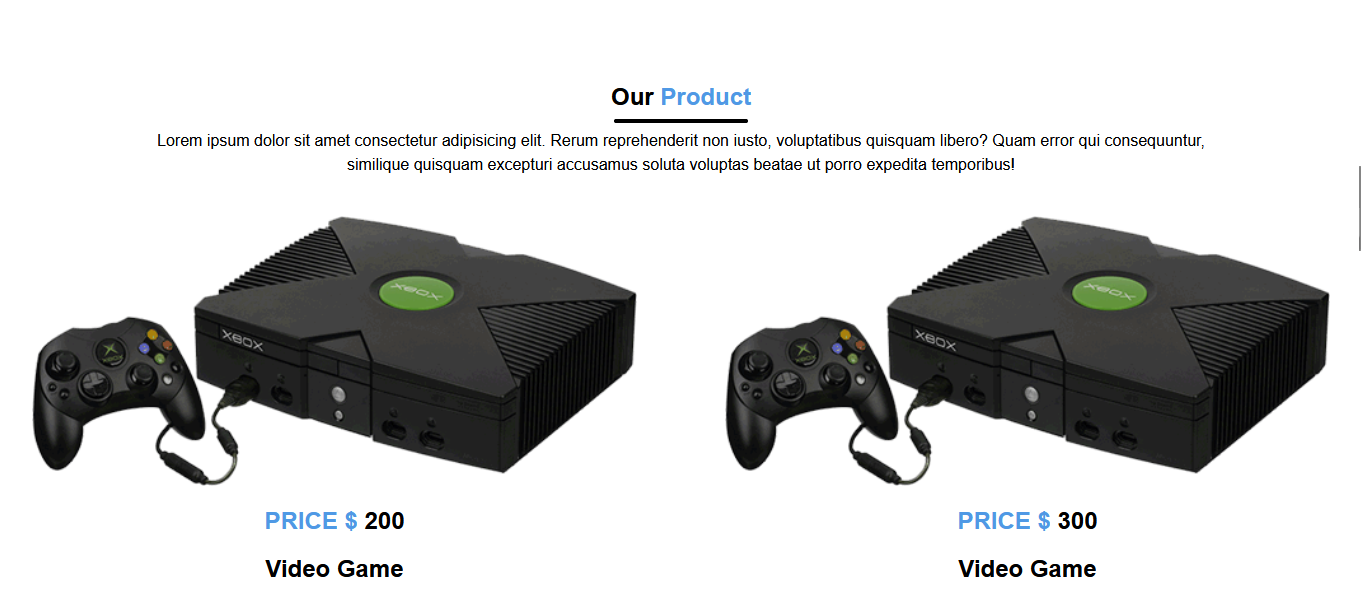 Our Product
Lorem ipsum dolor sit amet consectetur adipisicing elit. Rerum reprehenderit non iusto, voluptatibus quisquam libero? Quam error qui consequuntur,
similique quisquam excepturi accusamus soluta voluptas beatae ut porro expedita temporibus!
XBOX
XBOX
XBOX
XBOX
XBOX
XBOX
PRICE $ 200
PRICE $ 300
Video Game
Video Game